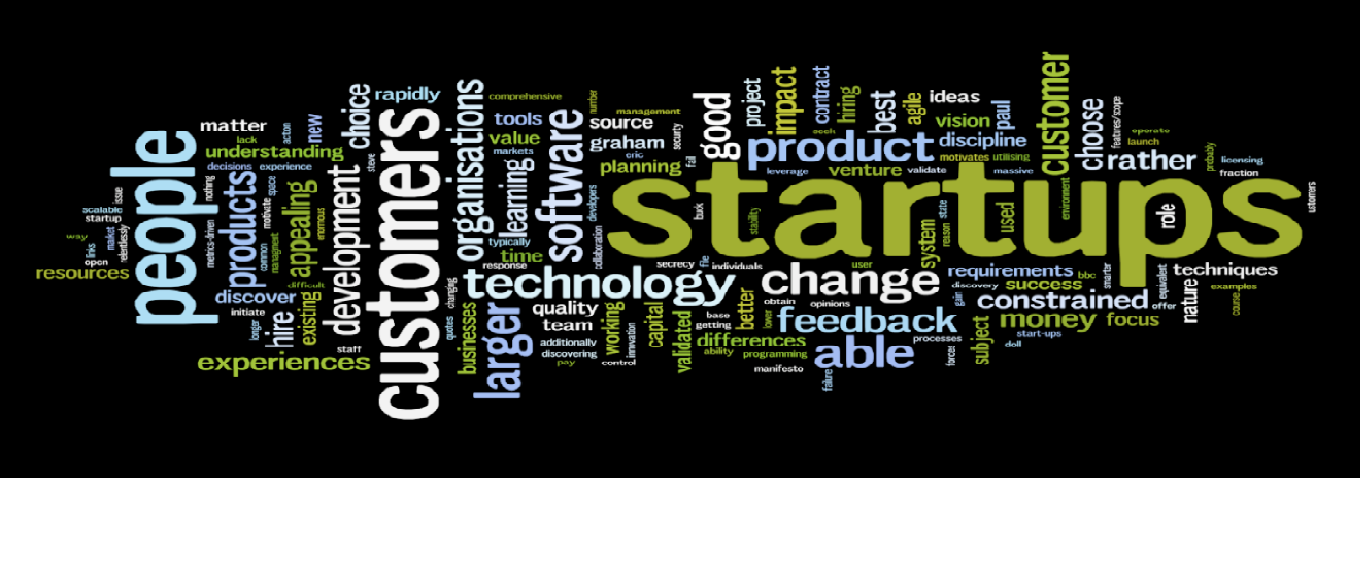 people
customers
startups
matter
lack
acton
new
choice
rapidly
understanding
decisions
experience
steve
issue
nothing
products
space
motivate
appealing
scalable
startup
way
links
open
market
relentlessly
resources
metrics-driven
common
managment
enormous
difficult
development
discover
initiate
longer
hire
existing
staff
experiences
organisations
comprehensive
tools
value
markets
learning
software
number
management
source
graham
eric
security
planning
fail
developers
collaboration
typically
time
response
changing
technology
quotes
businesses
larger
quality
team
additionally
discovering
pay
working
innovation
control
capital
base
getting
validated
ability
differences
programming
manifesto
better
lower
obtain
opinions
feedback
able
failure
processes
forces
secrecy
file
individuals
change
user
good
project
impact
contract
seek
hiring
best
agile
ideas
vision
paul
product
discipline
leverage
venture
validate
motivates
utilising
massive
back
stability
system
state
reason
used
customer
environment
choose
features/scope
operate
launch
rather
probably
licensing
fraction
role
requirements
discovery
success
bbc
smarter
equivalent
techniques
constrained
offer
nature
examples
course
gain
money
focus
subject
start-ups
doll
ustomers